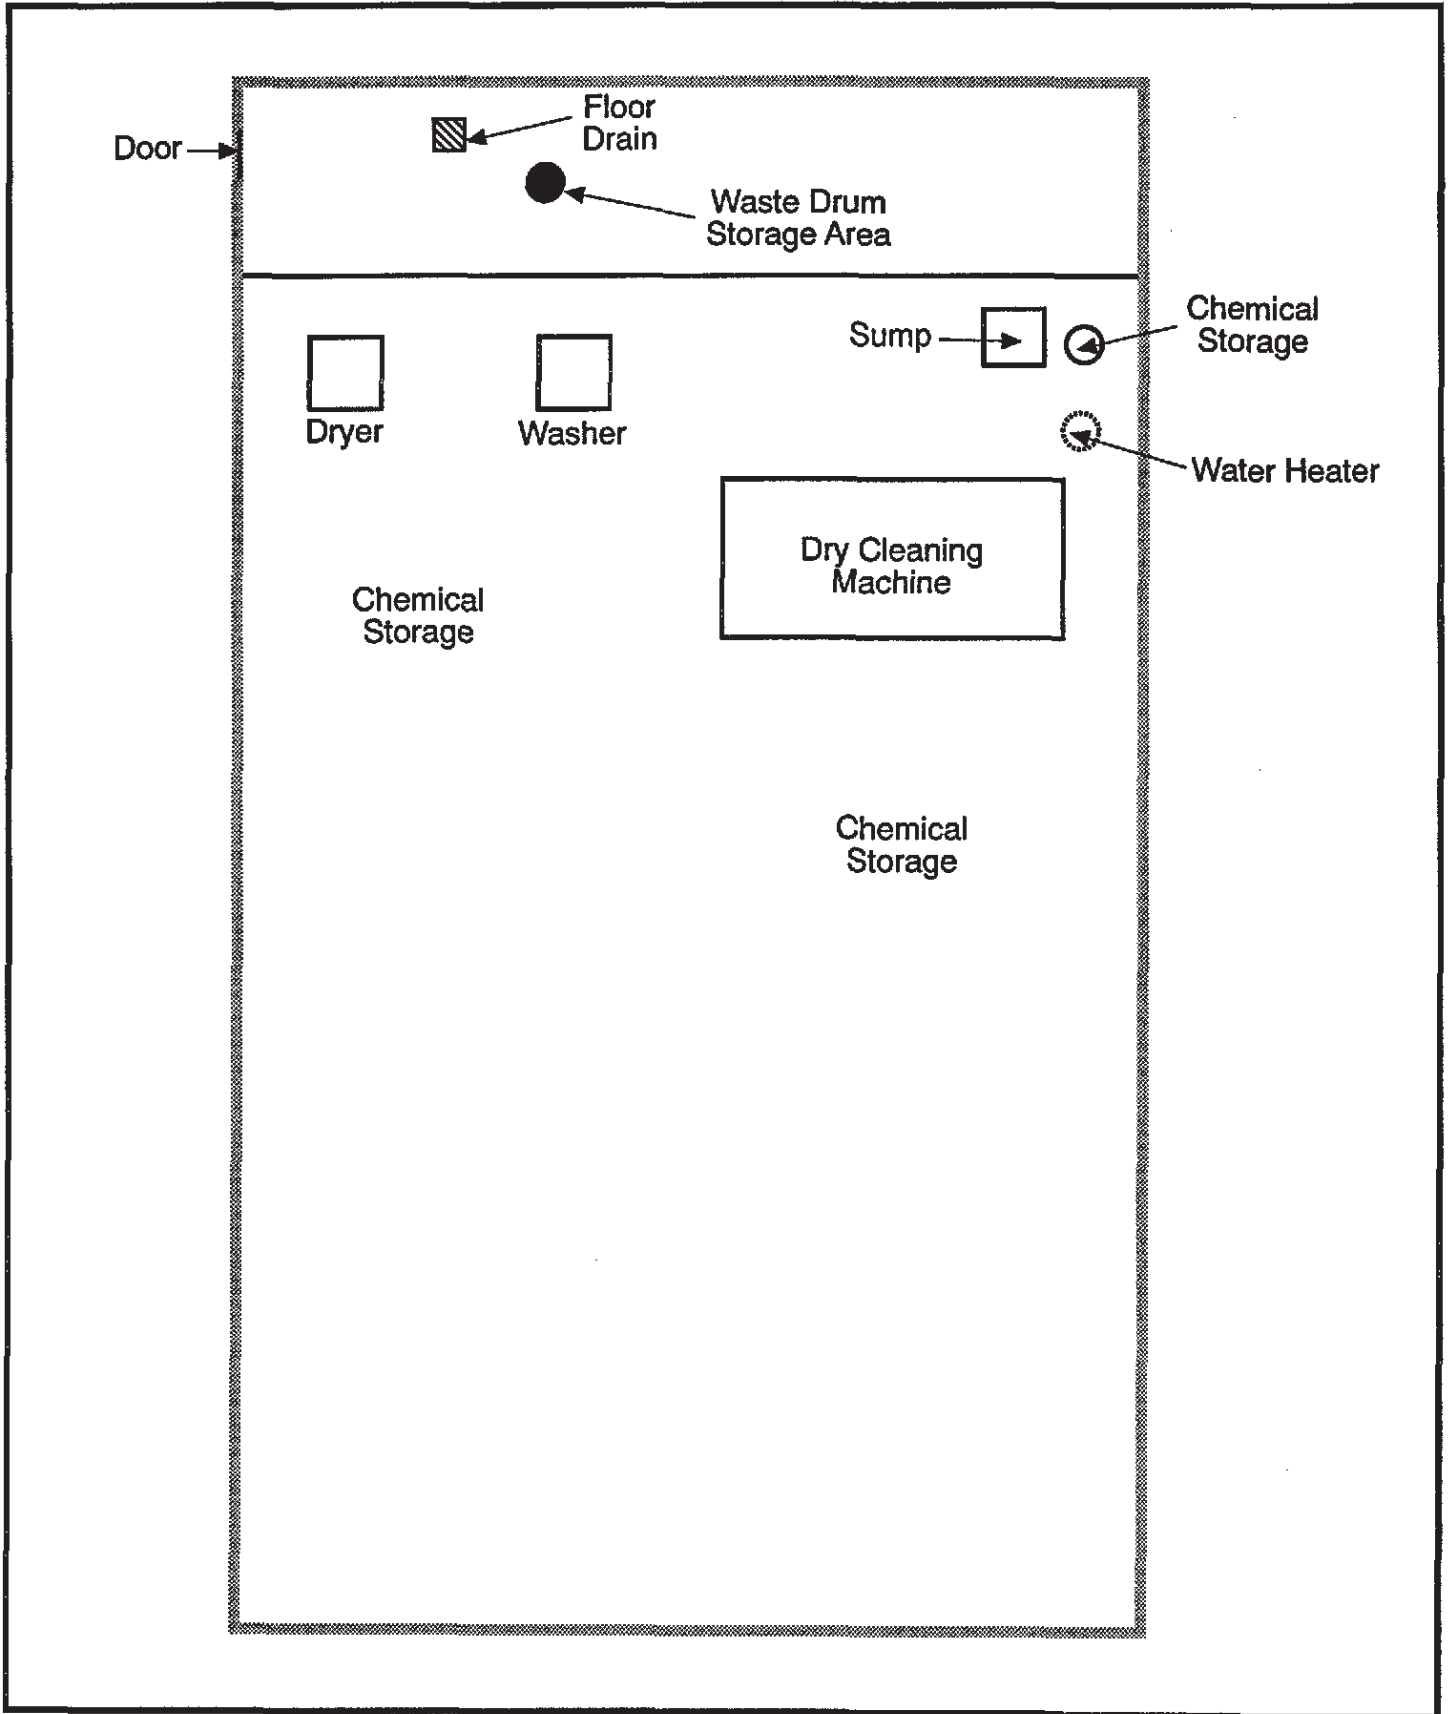 Floor
Drain
Door
Waste Drum
Storage Area
Chemical
Storage
Sump
Dryer
Washer
Water Heater
Dry Cleaning
Machine
Chemical
Storage
Chemical
Storage